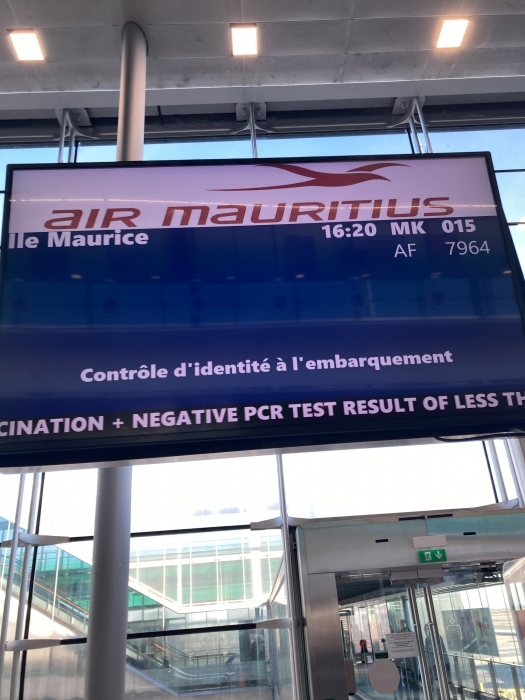 air mauritius
Ile Maurice 16:20 MK 015
AF 7964
Contrôle d'identité à l'embarquement
CINATION + NEGATIVE PCR TEST RESULT OF LESS TH